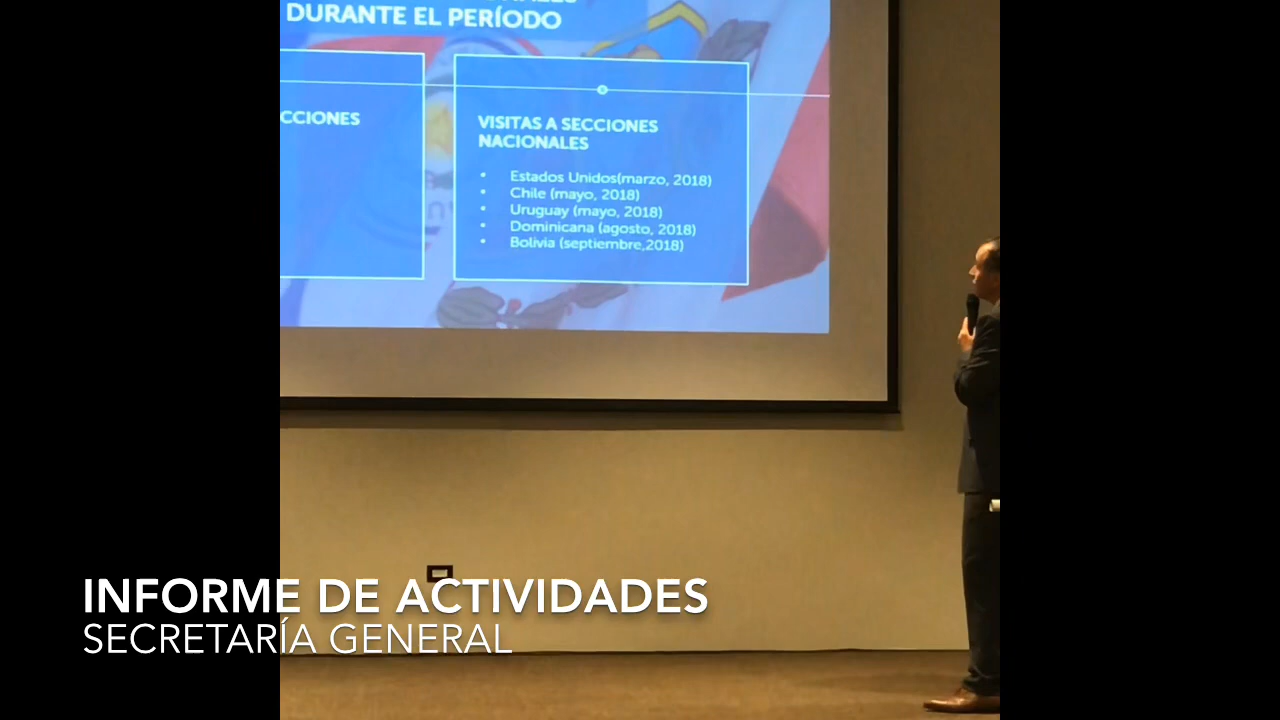 DURANTE EL PERÍODO
CCIONES
VISITAS A SECCIONES
NACIONALES
• Estados Unidos(marzo, 2018)
• Chile (mayo, 2018)
• Uruguay (mayo, 2018)
• Dominicana (agosto, 2018)
• Bolivia (septiembre,2018)
INFORME DE ACTIVIDADES
SECRETARÍA GENERAL